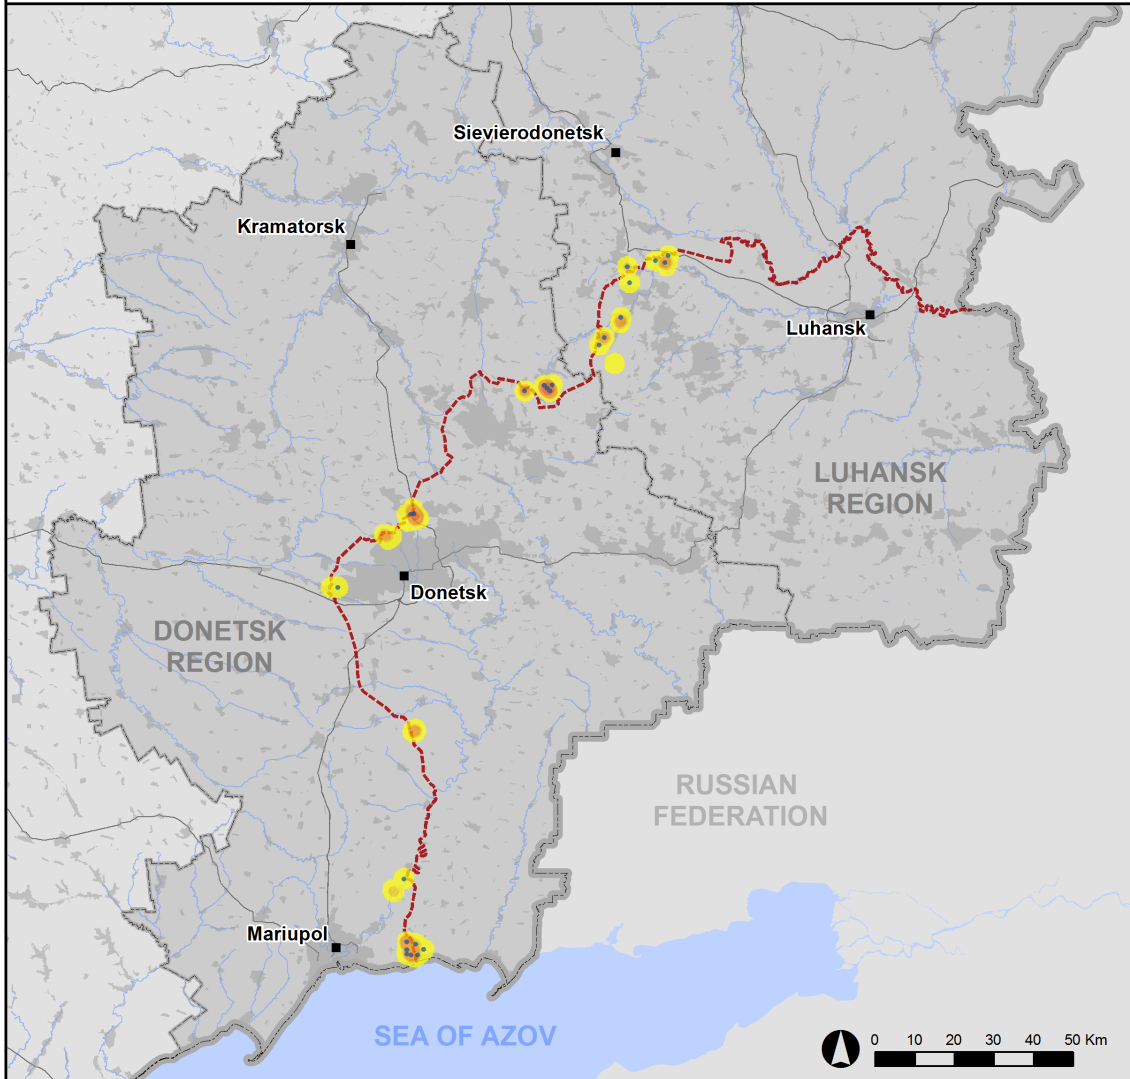 Sievierodonetsk
Kramatorsk
Luhansk
LUHANSK
REGION
Donetsk
DONETSK
REGION
RUSSIAN
FEDERATION
Mariupol
SEA OF AZOV
0 10 20 30 40 50 Km